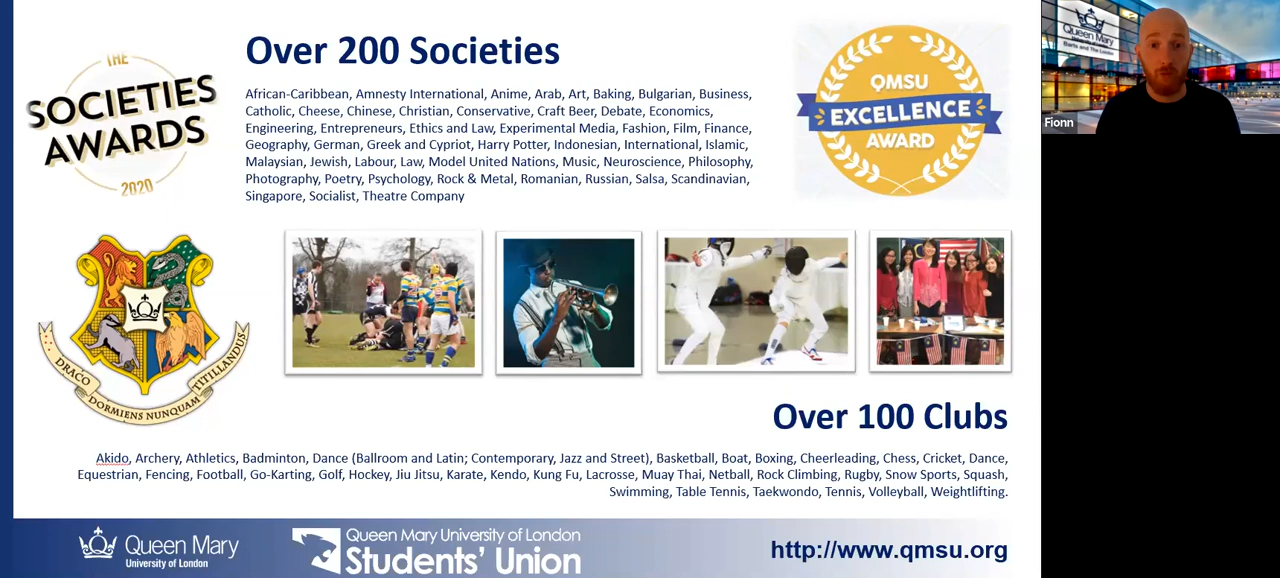 THE
SOCIETIES
AWARDS
2020
Over 200 Societies
African-Caribbean, Amnesty International, Anime, Arab, Art, Baking, Bulgarian, Business,
Catholic, Cheese, Chinese, Christian, Conservative, Craft Beer, Debate, Economics,
Engineering, Entrepreneurs, Ethics and Law, Experimental Media, Fashion, Film, Finance,
Geography, German, Greek and Cypriot, Harry Potter, Indonesian, International, Islamic,
Malaysian, Jewish, Labour, Law, Model United Nations, Music, Neuroscience, Philosophy,
Photography, Poetry, Psychology, Rock & Metal, Romanian, Russian, Salsa, Scandinavian,
Singapore, Socialist, Theatre Company
QMSU
EXCELLENCE
AWARD
Queen Mary
Barts and The London
Fionn
DRACO DORMIENS NUNQUAM TITILLANDUS
Over 100 Clubs
Akido, Archery, Athletics, Badminton, Dance (Ballroom and Latin; Contemporary, Jazz and Street), Basketball, Boat, Boxing, Cheerleading, Chess, Cricket, Dance,
Equestrian, Fencing, Football, Go-Karting, Golf, Hockey, Jiu Jitsu, Karate, Kendo, Kung Fu, Lacrosse, Muay Thai, Netball, Rock Climbing, Rugby, Snow Sports, Squash,
Swimming, Table Tennis, Taekwondo, Tennis, Volleyball, Weightlifting.
Queen Mary
University of London
Queen Mary University of London
Students' Union
http://www.qmsu.org